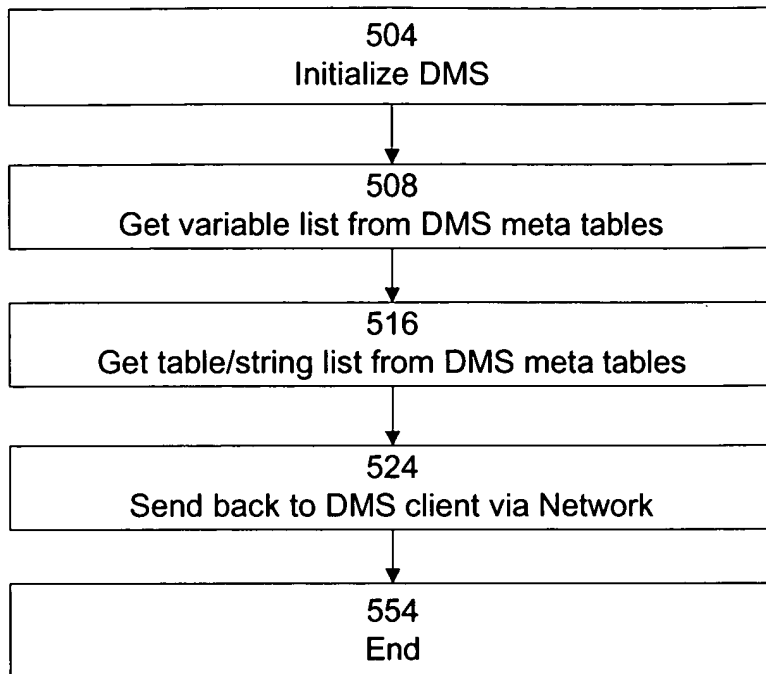 504
Initialize DMS
508
Get variable list from DMS meta tables
516
Get table/string list from DMS meta tables
524
Send back to DMS client via Network
554
End